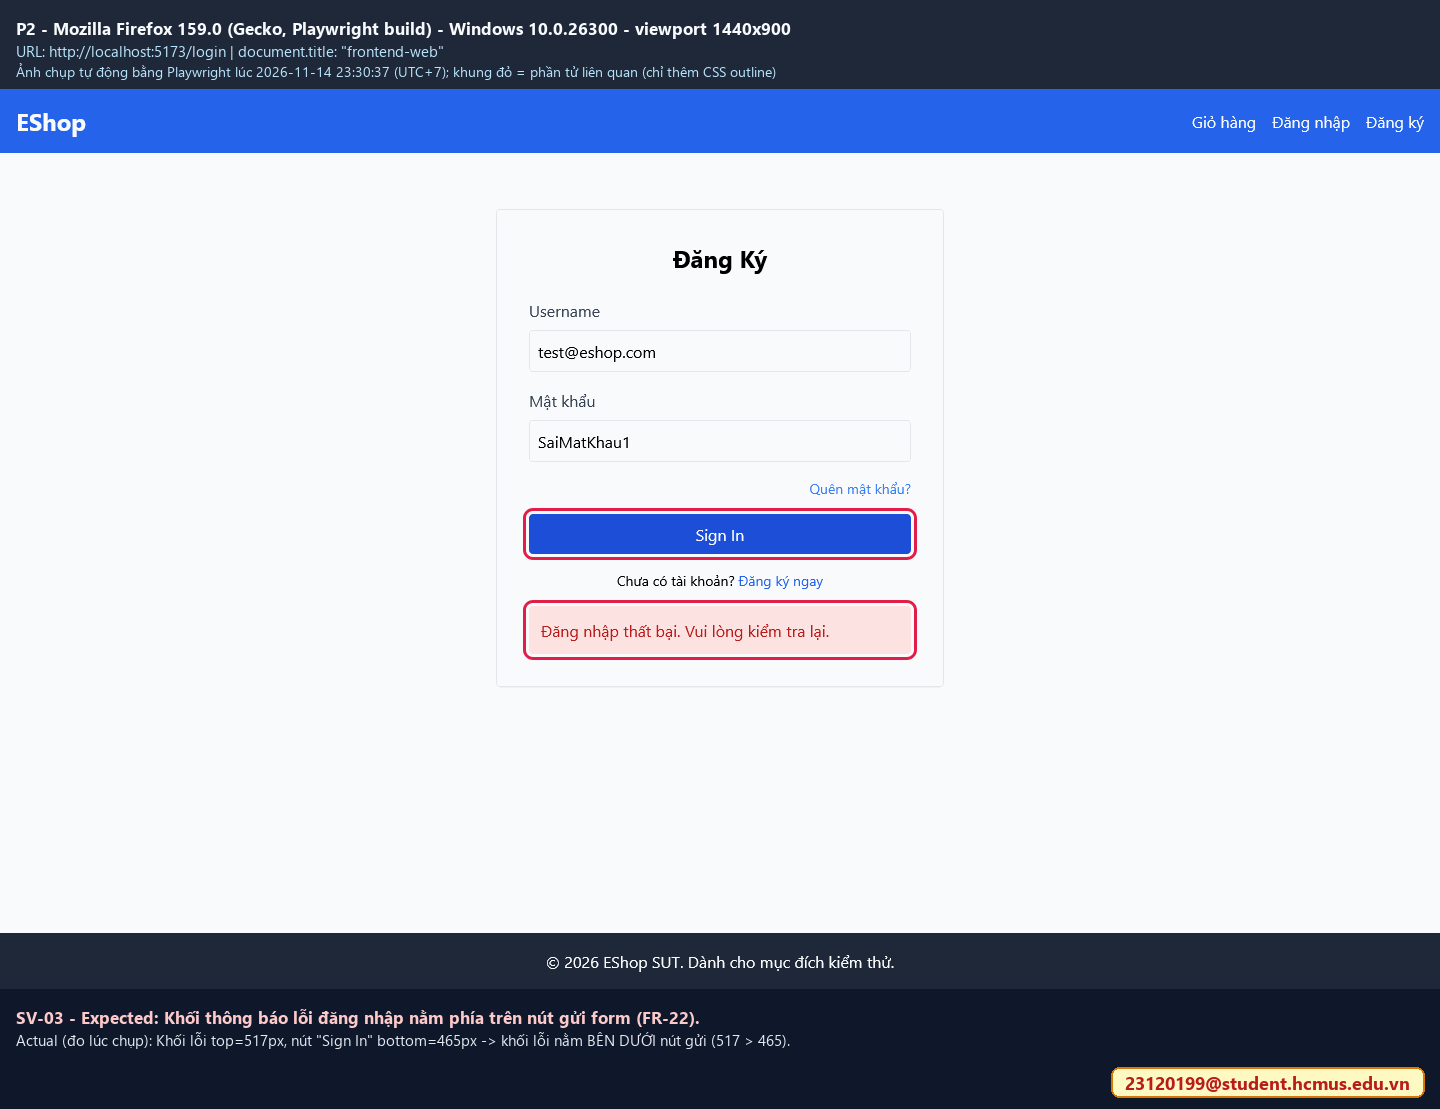 P2 - Mozilla Firefox 159.0 (Gecko, Playwright build) - Windows 10.0.26300 - viewport 1440x900
URL: http://localhost:5173/login | document.title: "frontend-web"
Ảnh chụp tự động bằng Playwright lúc 2026-11-14 23:30:37 (UTC+7); khung đỏ = phần tử liên quan (chỉ thêm CSS outline)
EShop
Giỏ hàng Đăng nhập Đăng ký
Đăng Ký
Username
test@eshop.com
Mật khẩu
SaiMatKhau1
Quên mật khẩu?
Sign In
Chưa có tài khoản? Đăng ký ngay
Đăng nhập thất bại. Vui lòng kiểm tra lại.
© 2026 EShop SUT. Dành cho mục đích kiểm thử.
SV-03 - Expected: Khối thông báo lỗi đăng nhập nằm phía trên nút gửi form (FR-22).
Actual (đo lúc chụp): Khối lỗi top=517px, nút "Sign In" bottom=465px -> khối lỗi nằm BÊN DƯỚI nút gửi (517 > 465).
23120199@student.hcmus.edu.vn